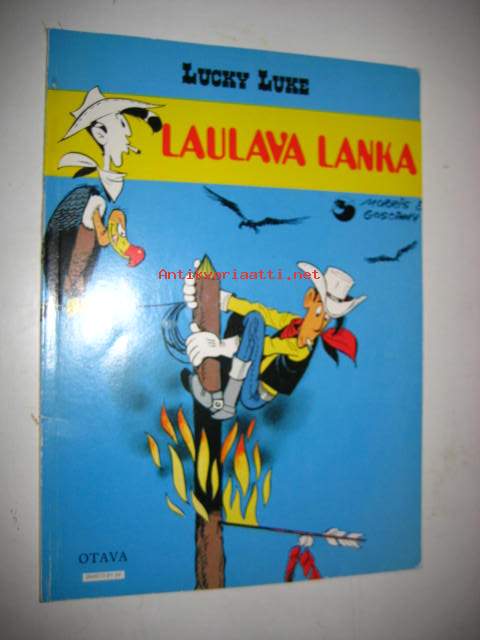 LUCKY LUKE
LAULAVA LANKA
MORRIS &
GOSCINNY
Antikvariaatti.net
OTAVA